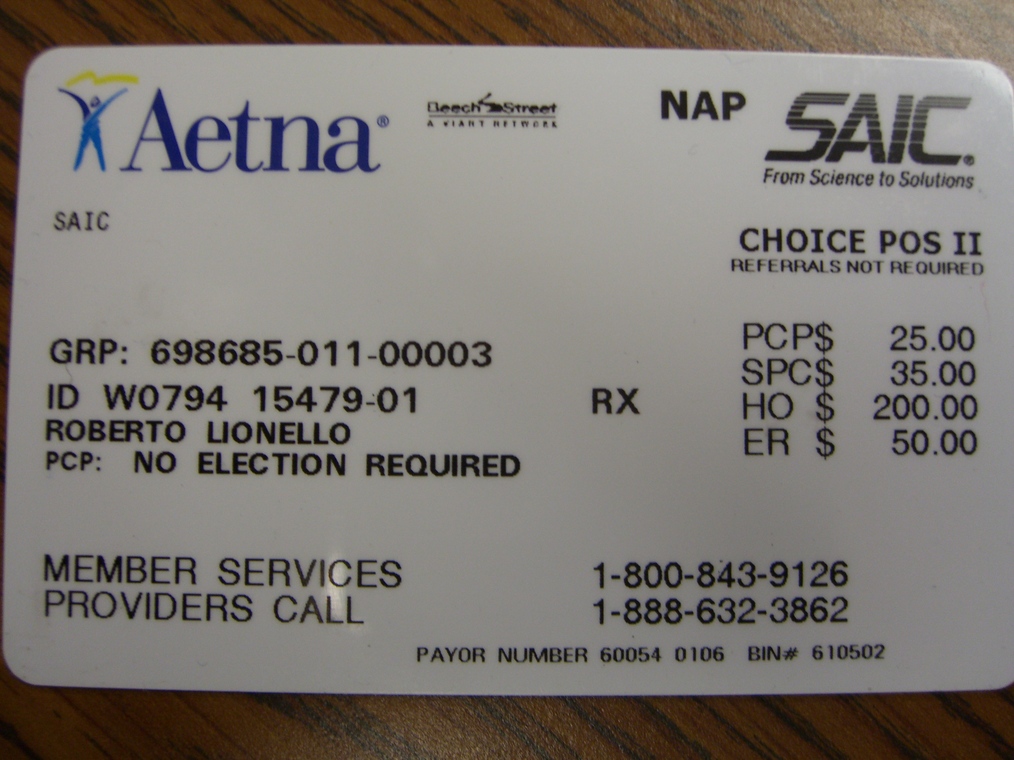 Aetna®
Beech Street
A VIANT NETWORK
NAP
SAIC®
From Science to Solutions
SAIC
CHOICE POS II
REFERRALS NOT REQUIRED
GRP: 698685-011-00003
ID W0794 15479-01
RX
ROBERTO LIONELLO
PCP: NO ELECTION REQUIRED
PCP$ 25.00
SPC$ 35.00
HO $ 200.00
ER $ 50.00
MEMBER SERVICES 1-800-843-9126
PROVIDERS CALL 1-888-632-3862
PAYOR NUMBER 60054 0106 BIN# 610502